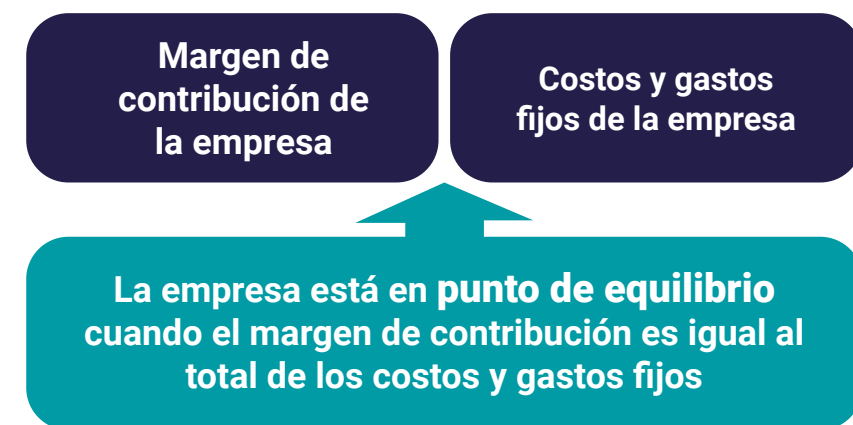 Margen de
contribución de
la empresa
Costos y gastos
fijos de la empresa
La empresa está en punto de equilibrio
cuando el margen de contribución es igual al
total de los costos y gastos fijos